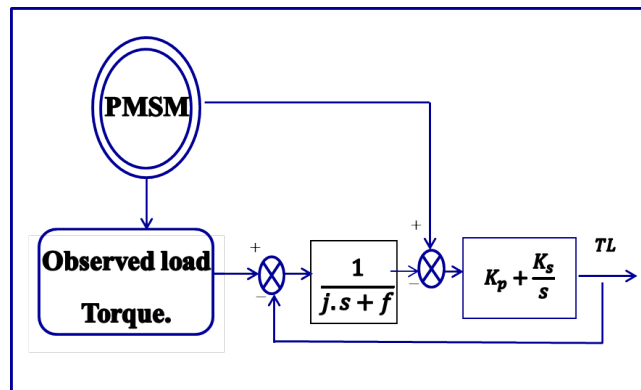 PMSM
Observed load
Torque.
+
−
1
j.s + f
+
−
K_p + K_s
s
TL